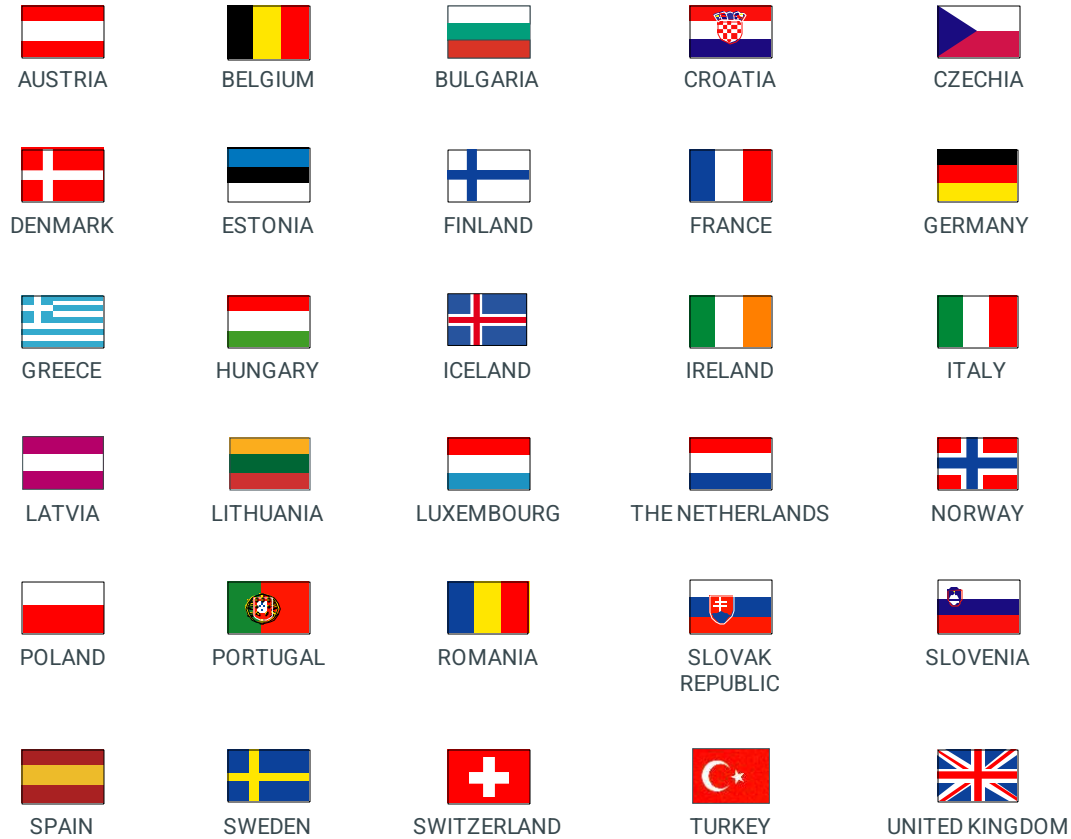 AUSTRIA
BELGIUM
BULGARIA
CROATIA
CZECHIA
DENMARK
ESTONIA
FINLAND
FRANCE
GERMANY
GREECE
HUNGARY
ICELAND
IRELAND
ITALY
LATVIA
LITHUANIA
LUXEMBOURG
THE NETHERLANDS
NORWAY
POLAND
PORTUGAL
ROMANIA
SLOVAK
REPUBLIC
SLOVENIA
SPAIN
SWEDEN
SWITZERLAND
TURKEY
UNITED KINGDOM